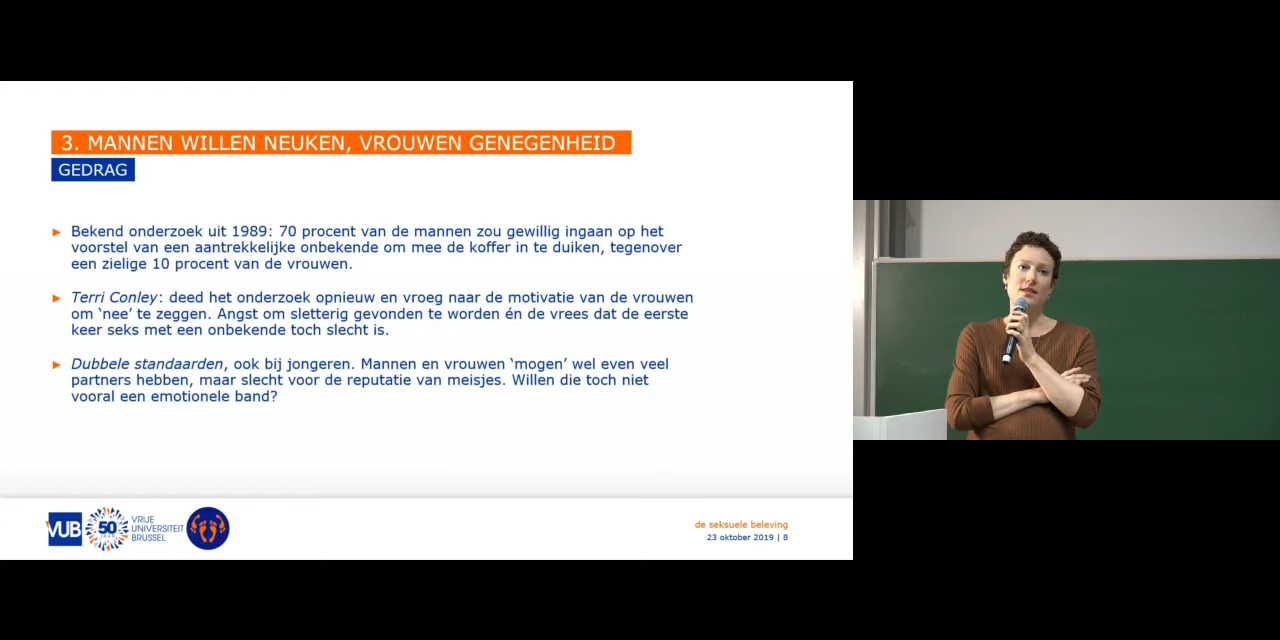 3. MANNEN WILLEN NEUKEN, VROUWEN GENEGENHEID
GEDRAG
► Bekend onderzoek uit 1989: 70 procent van de mannen zou gewillig ingaan op het
voorstel van een aantrekkelijke onbekende om mee de koffer in te duiken, tegenover
een zielige 10 procent van de vrouwen.
► Terri Conley: deed het onderzoek opnieuw en vroeg naar de motivatie van de vrouwen
om ‘nee’ te zeggen. Angst om sletterig gevonden te worden én de vrees dat de eerste
keer seks met een onbekende toch slecht is.
► Dubbele standaarden, ook bij jongeren. Mannen en vrouwen ‘mogen’ wel even veel
partners hebben, maar slecht voor de reputatie van meisjes. Willen die toch niet
vooral een emotionele band?
VUB
50
JAAR
VRIJE
UNIVERSITEIT
BRUSSEL
de seksuele beleving
23 oktober 2019 | 8